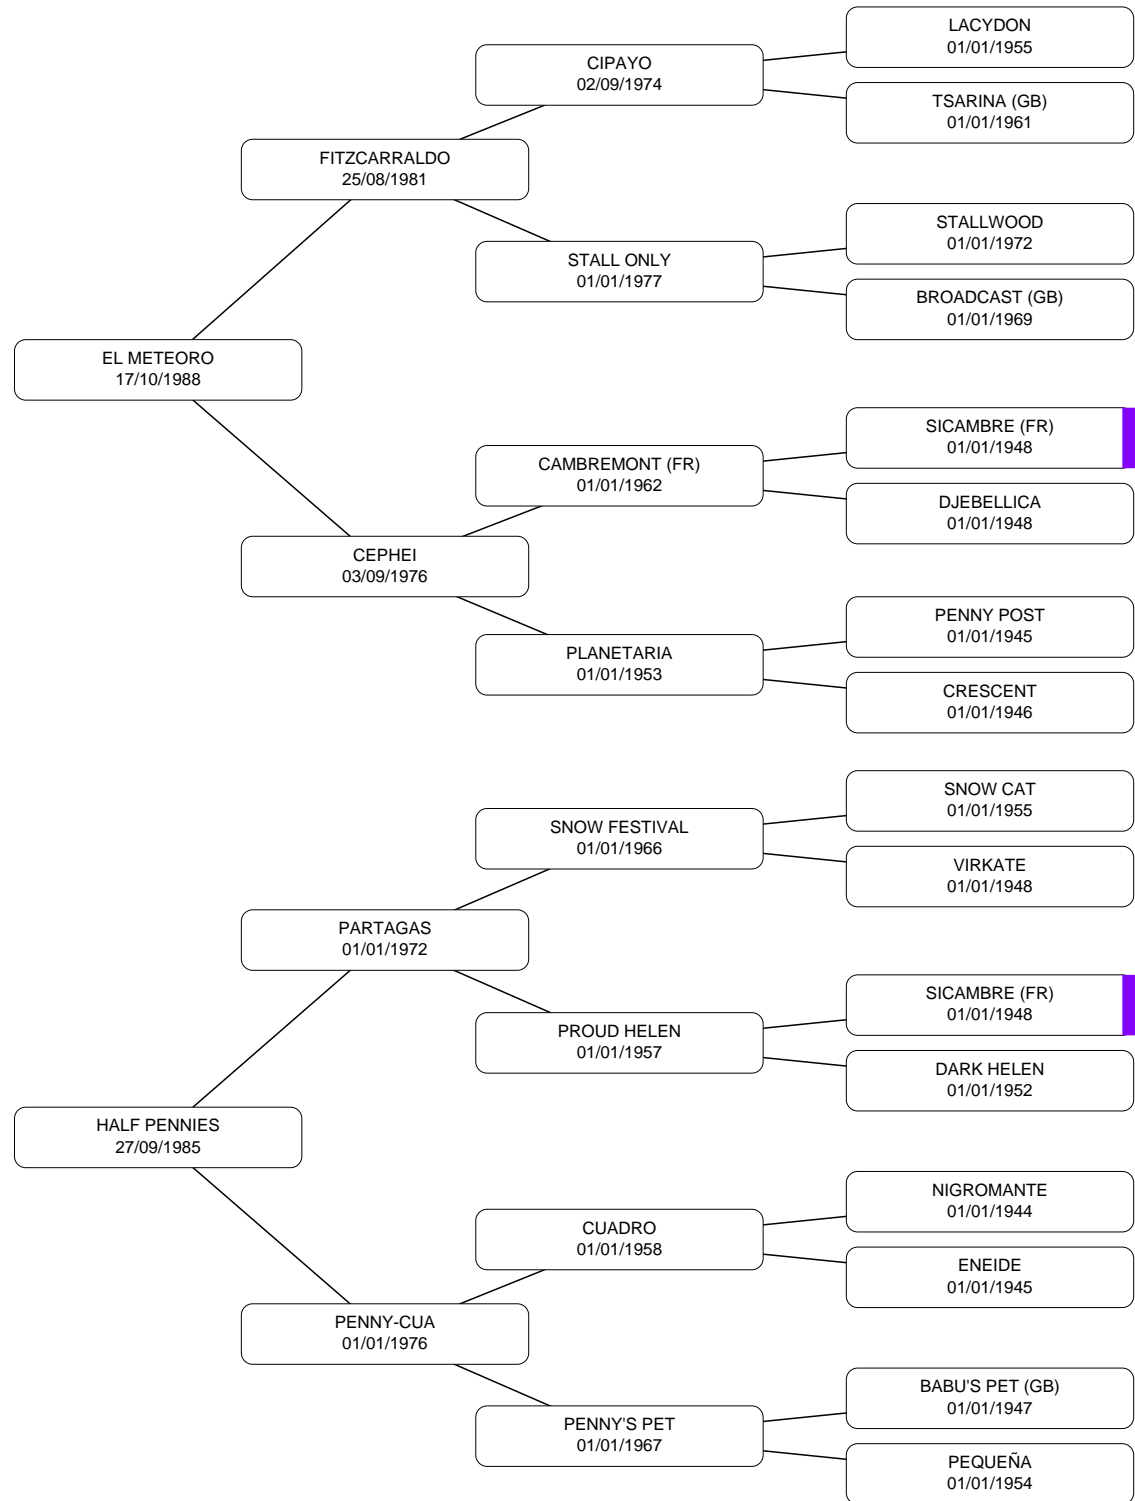 LACYDON
01/01/1955
CIPAYO
02/09/1974
TSARINA (GB)
01/01/1961
FITZCARRALDO
25/08/1981
STALLWOOD
01/01/1972
STALL ONLY
01/01/1977
BROADCAST (GB)
01/01/1969
EL METEORO
17/10/1988
SICAMBRE (FR)
01/01/1948
CAMBREMONT (FR)
01/01/1962
DJEBELLICA
01/01/1948
CEPHEI
03/09/1976
PENNY POST
01/01/1945
PLANETARIA
01/01/1953
CRESCENT
01/01/1946
SNOW CAT
01/01/1955
SNOW FESTIVAL
01/01/1966
VIRKATE
01/01/1948
PARTAGAS
01/01/1972
SICAMBRE (FR)
01/01/1948
PROUD HELEN
01/01/1957
DARK HELEN
01/01/1952
HALF PENNIES
27/09/1985
NIGROMANTE
01/01/1944
CUADRO
01/01/1958
ENEIDE
01/01/1945
PENNY-CUA
01/01/1976
BABU'S PET (GB)
01/01/1947
PENNY'S PET
01/01/1967
PEQUEÑA
01/01/1954